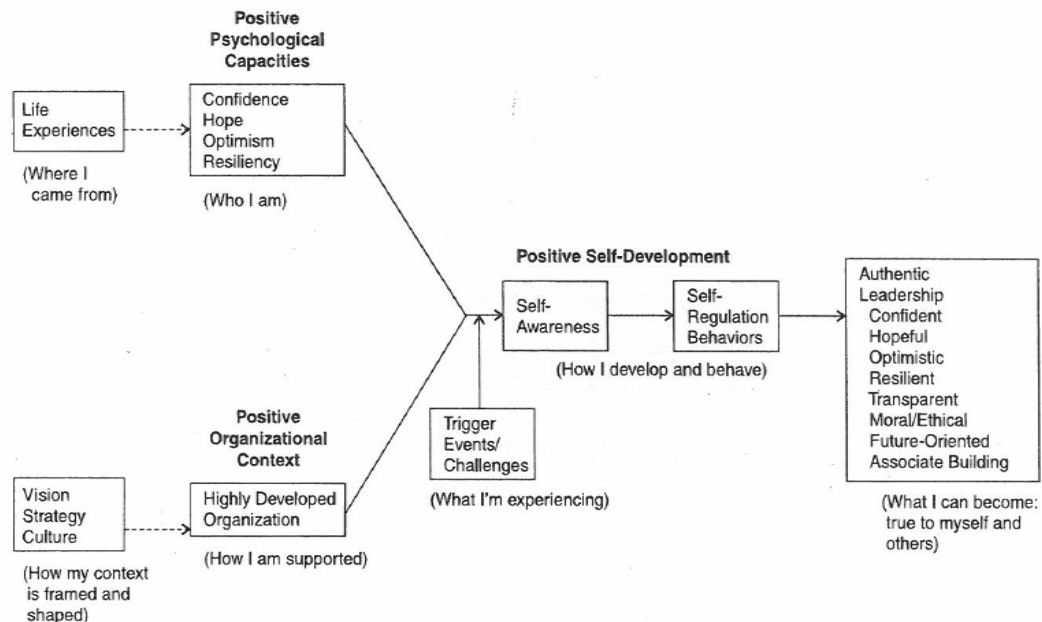 Positive
Psychological
Capacities
Life
Experiences
(Where I
came from)
Confidence
Hope
Optimism
Resiliency
(Who I am)
Positive Self-Development
Self-
Awareness
Self-
Regulation
Behaviors
(How I develop and behave)
Authentic
Leadership
Confident
Hopeful
Optimistic
Resilient
Transparent
Moral/Ethical
Future-Oriented
Associate Building
(What I can become:
true to myself and
others)
Trigger
Events/
Challenges
(What I'm experiencing)
Positive
Organizational
Context
Vision
Strategy
Culture
(How my context
is framed and
shaped)
Highly Developed
Organization
(How I am supported)